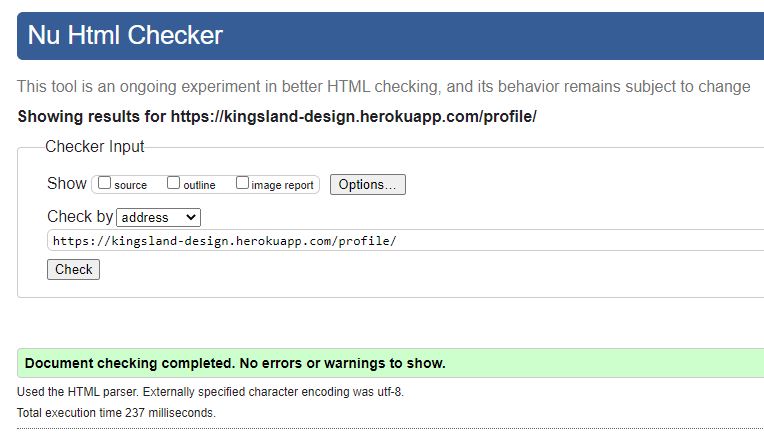 Nu Html Checker
This tool is an ongoing experiment in better HTML checking, and its behavior remains subject to change
Showing results for https://kingsland-design.herokuapp.com/profile/
Checker Input
Show source outline image report Options...
Check by address
https://kingsland-design.herokuapp.com/profile/
Check
Document checking completed. No errors or warnings to show.
Used the HTML parser. Externally specified character encoding was utf-8.
Total execution time 237 milliseconds.